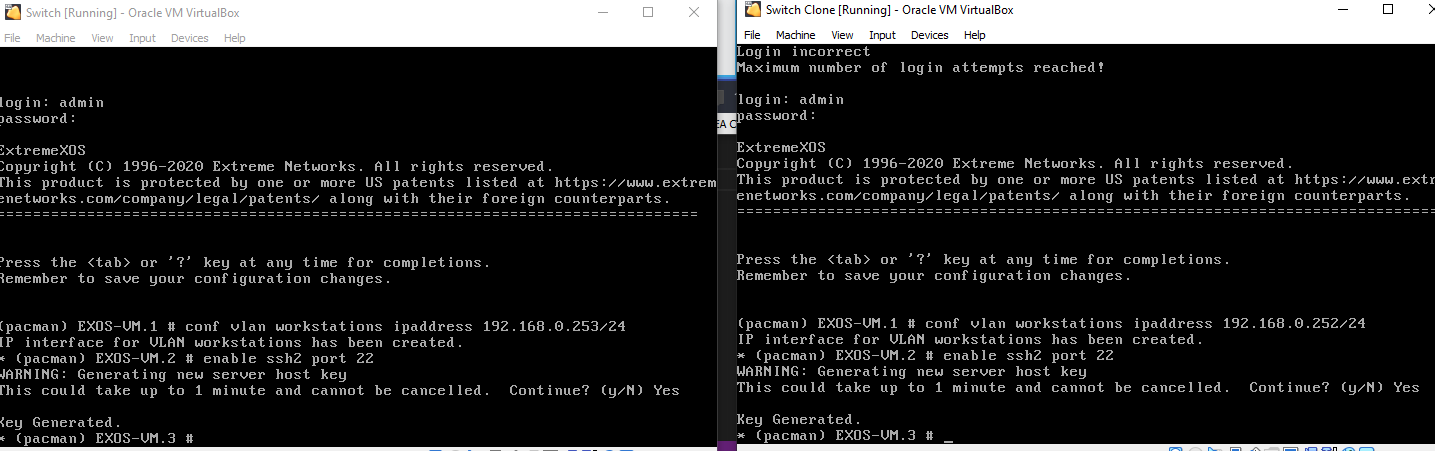 Switch [Running] - Oracle VM VirtualBox
File Machine View Input Devices Help
login: admin
password:
ExtremeXOS
Copyright (C) 1996-2020 Extreme Networks. All rights reserved.
This product is protected by one or more US patents listed at https://www.extrem
enetworks.com/company/legal/patents/ along with their foreign counterparts.
================================================================================
Press the <tab> or '?' key at any time for completions.
Remember to save your configuration changes.
(pacman) EXOS-VM.1 # conf vlan workstations ipaddress 192.168.0.253/24
IP interface for VLAN workstations has been created.
* (pacman) EXOS-VM.2 # enable ssh2 port 22
WARNING: Generating new server host key
This could take up to 1 minute and cannot be cancelled.  Continue? (y/N) Yes
Key Generated.
* (pacman) EXOS-VM.3 #
EA C
Switch Clone [Running] - Oracle VM VirtualBox
File Machine View Input Devices Help
Login incorrect
Maximum number of login attempts reached!
login: admin
password:
ExtremeXOS
Copyright (C) 1996-2020 Extreme Networks. All rights reserved.
This product is protected by one or more US patents listed at https://www.extr
enetworks.com/company/legal/patents/ along with their foreign counterparts.
================================================================================
Press the <tab> or '?' key at any time for completions.
Remember to save your configuration changes.
(pacman) EXOS-VM.1 # conf vlan workstations ipaddress 192.168.0.252/24
IP interface for VLAN workstations has been created.
* (pacman) EXOS-VM.2 # enable ssh2 port 22
WARNING: Generating new server host key
This could take up to 1 minute and cannot be cancelled.  Continue? (y/N) Yes
Key Generated.
* (pacman) EXOS-VM.3 # _